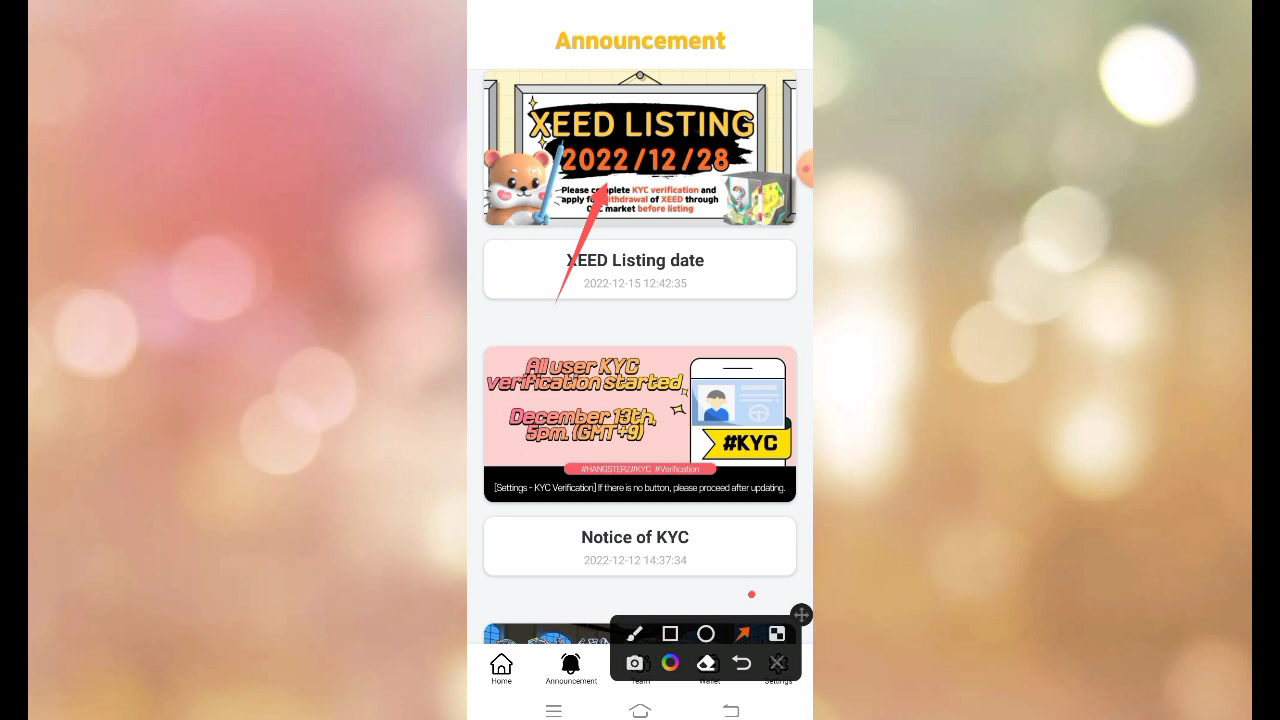 Announcement
XEED LISTING
2022/12/28
Please complete KYC verification and
apply for withdrawal of XEED through
market before listing
XEED Listing date
2022-12-15 12:42:35
All user KYC
verification started
December 13th,
5pm. (GMT+9)
#KYC
#HANGSTERZ#KYC #Verification
[Settings - KYC Verification] If there is no button, please proceed after updating.
Notice of KYC
2022-12-12 14:37:34
Home
Announcement
Team
Wallet
Settings